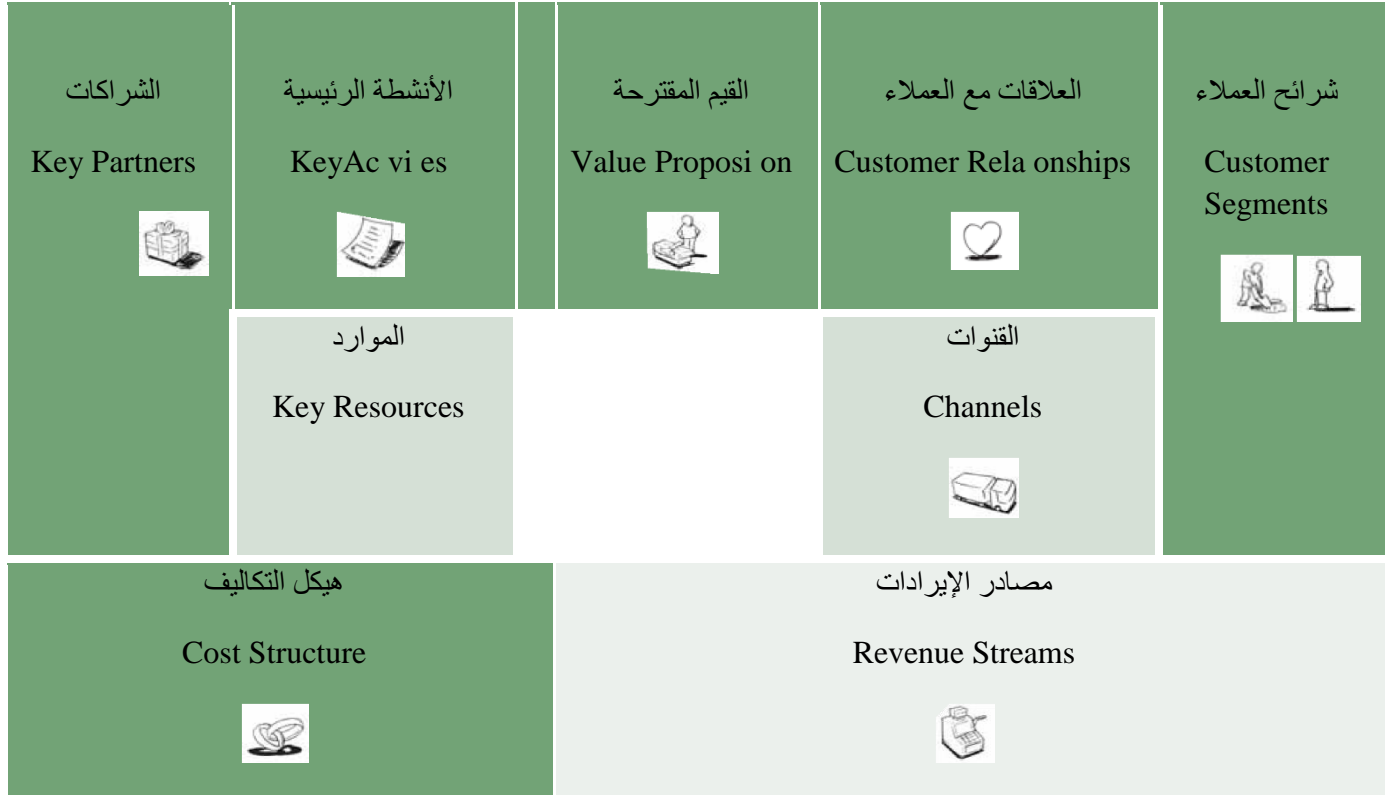 الشراكات
Key Partners
الأنشطة الرئيسية
KeyAc vi es
القيم المقترحة
Value Proposi on
العلاقات مع العملاء
Customer Rela onships
شرائح العملاء
Customer
Segments
الموارد
Key Resources
القنوات
Channels
هيكل التكاليف
Cost Structure
مصادر الإيرادات
Revenue Streams